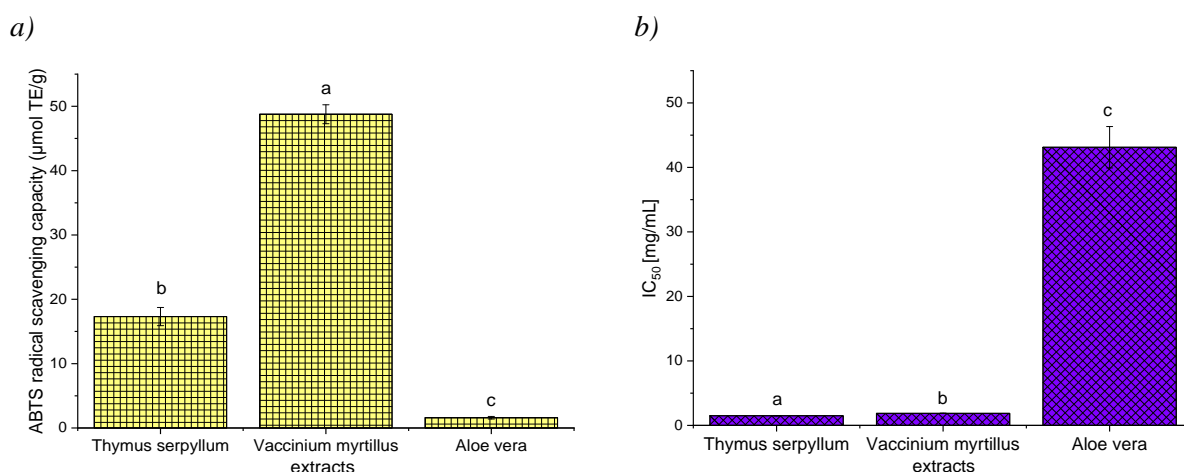 a)
ABTS radical scavenging capacity (μmol TE/g)
50
40
30
20
10
0
b
a
c
Thymus serpyllum
Vaccinium myrtillus
Aloe vera
extracts
b)
IC50 [mg/mL]
50
40
30
20
10
0
a
b
c
Thymus serpyllum
Vaccinium myrtillus
Aloe vera
extracts